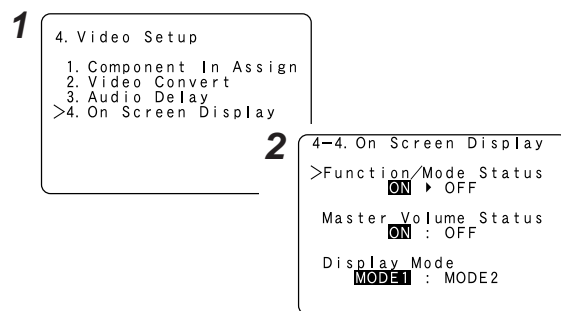 1
4. Video Setup
1. Component In Assign
2. Video Convert
3. Audio Delay
>4. On Screen Display
2
4-4. On Screen Display
>Function/Mode Status
ON ▸ OFF
Master Volume Status
ON : OFF
Display Mode
MODE1 : MODE2